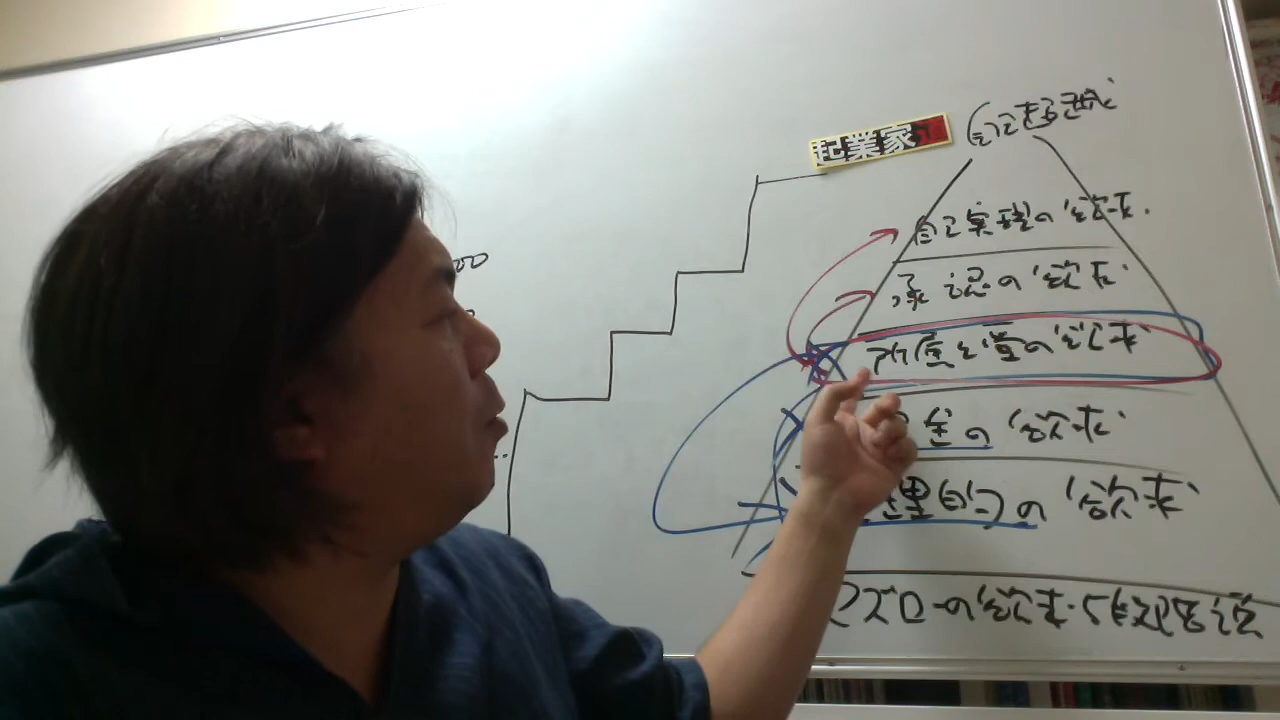 起業家
自己超越
自己実現の欲求.
承認の欲求
所属と愛の欲求
全の欲求
理的の欲求
マズローの欲求5段階説